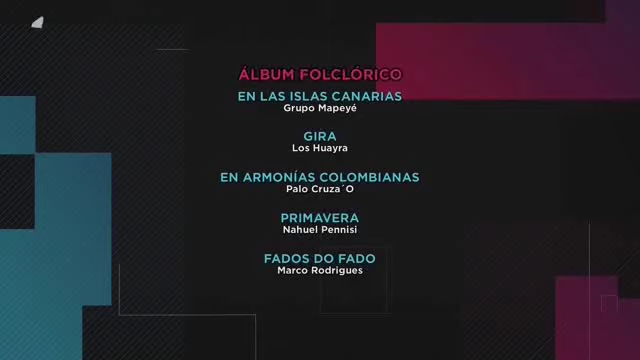 ÁLBUM FOLCLÓRICO
EN LAS ISLAS CANARIAS
Grupo Mapeyé
GIRA
Los Huayra
EN ARMONÍAS COLOMBIANAS
Palo Cruza´O
PRIMAVERA
Nahuel Pennisi
FADOS DO FADO
Marco Rodrigues